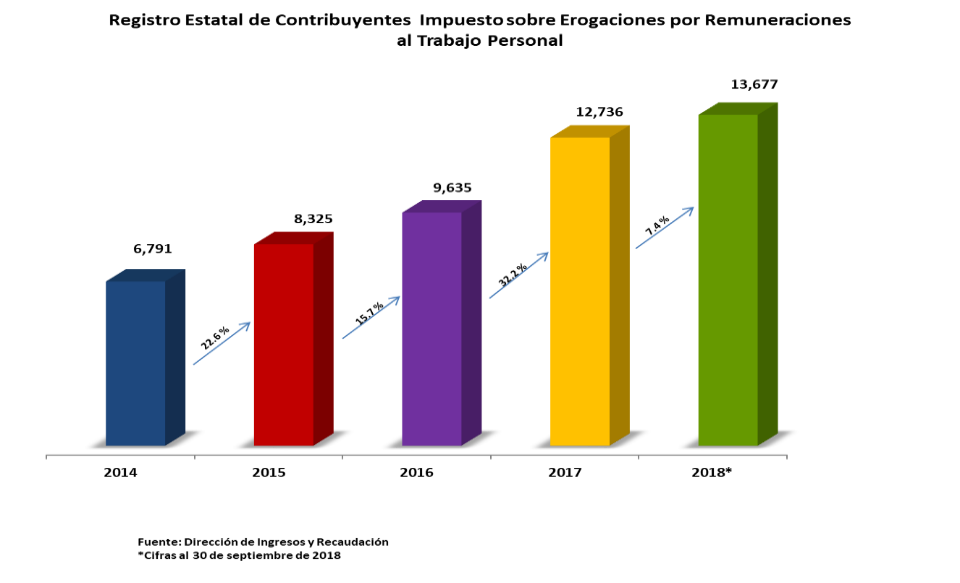 Registro Estatal de Contribuyentes Impuesto sobre Erogaciones por Remuneraciones
al Trabajo Personal
13,677
12,736
9,635
8,325
6,791
7.4 %
32.2 %
15.7 %
22.6 %
2014 2015 2016 2017 2018*
Fuente: Dirección de Ingresos y Recaudación
*Cifras al 30 de septiembre de 2018